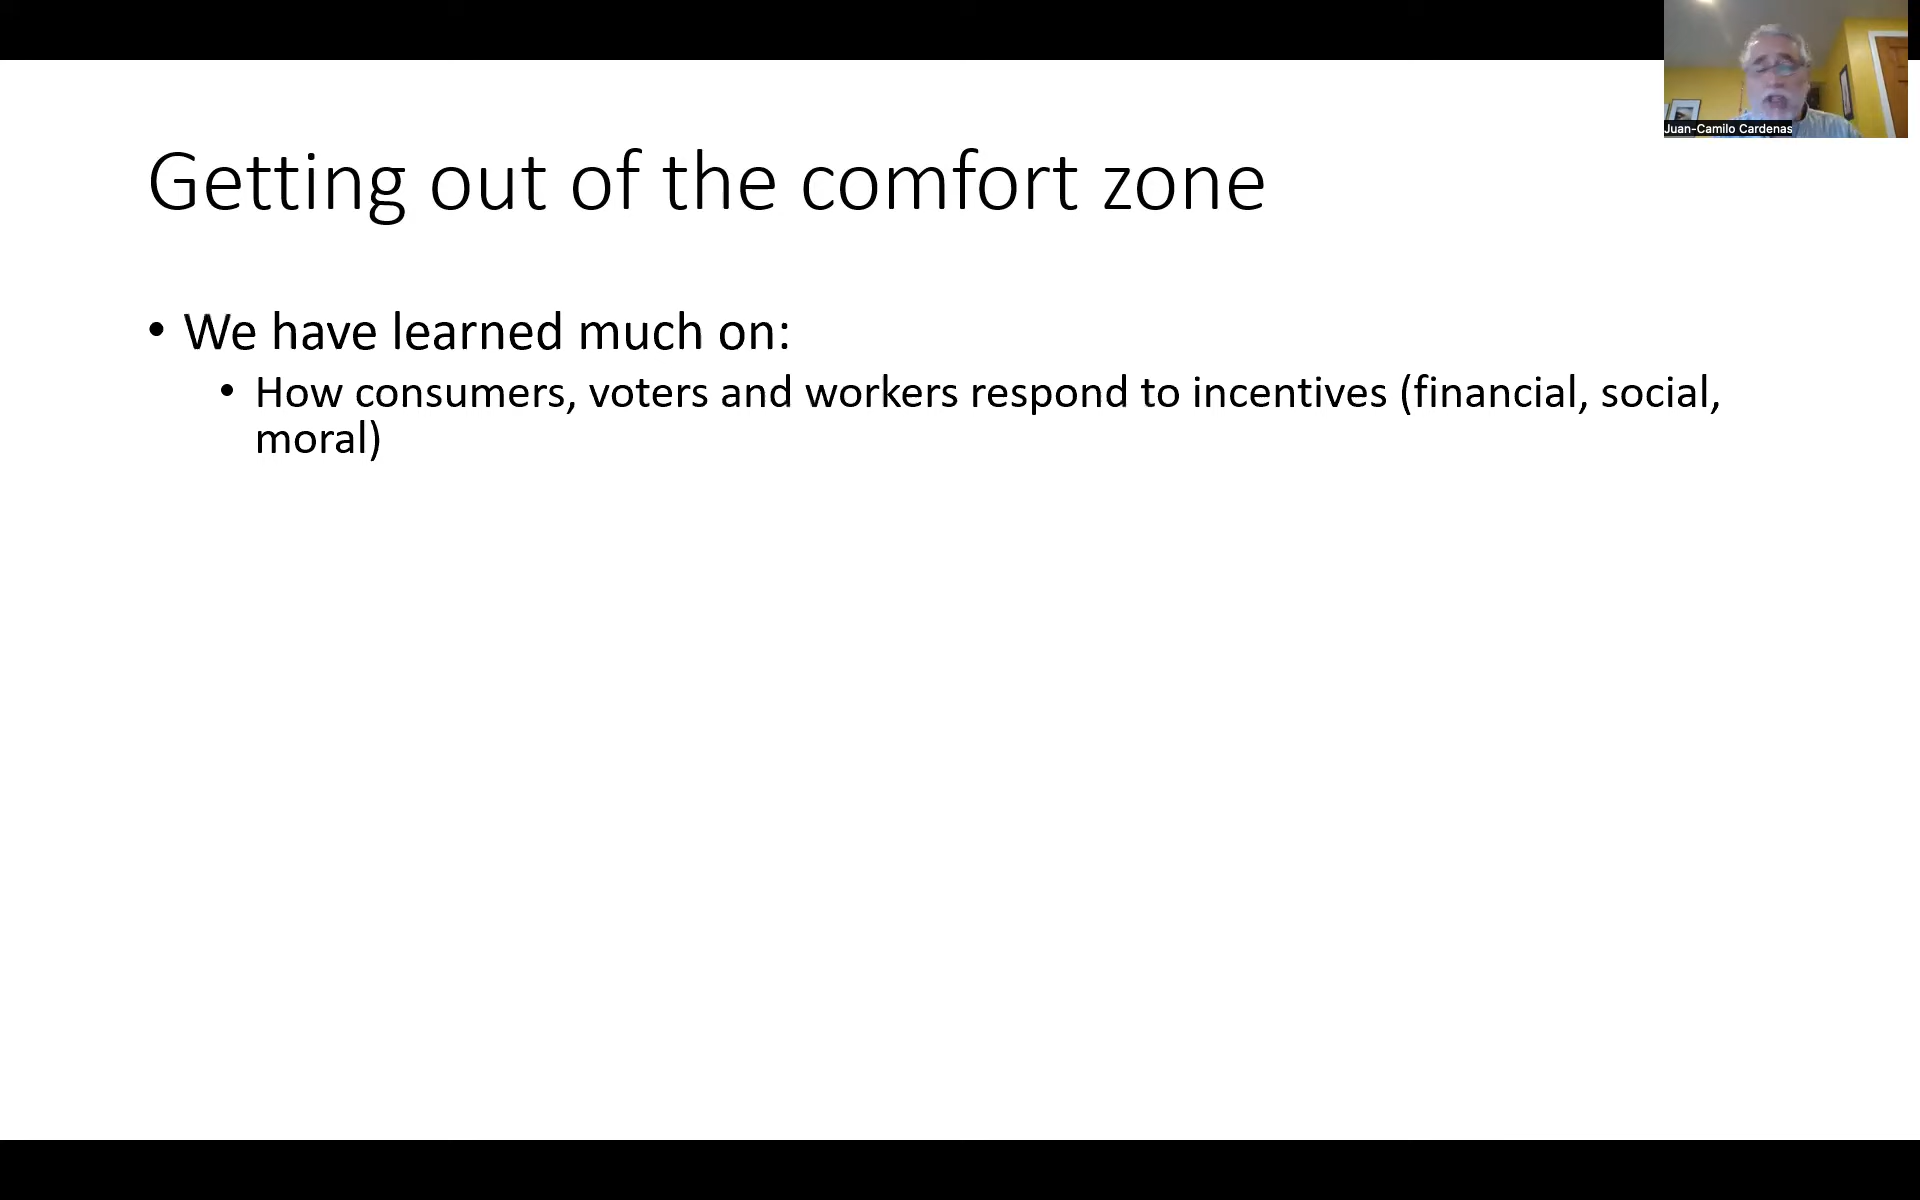 Juan-Camilo Cardenas
Getting out of the comfort zone
• We have learned much on:
• How consumers, voters and workers respond to incentives (financial, social,
moral)